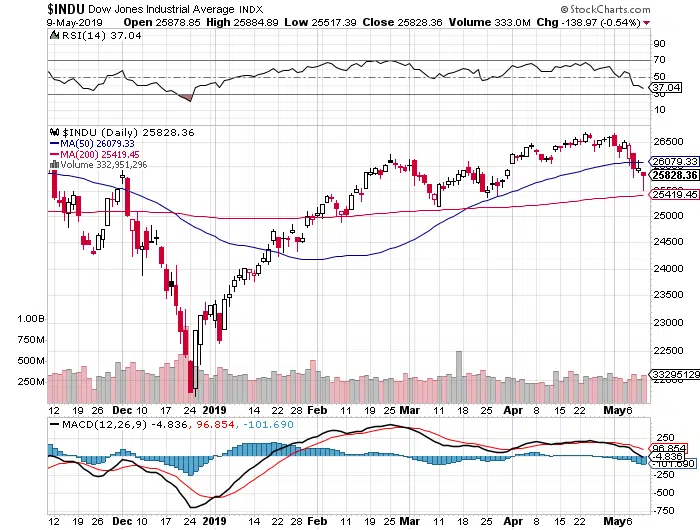 $INDU Dow Jones Industrial Average INDX © StockCharts.com
9-May-2019 Open 25878.85 High 25884.89 Low 25517.39 Close 25828.36 Volume 333.0M Chg -138.97 (-0.54%)
RSI(14) 37.04
90
70
50
37.04
30
10
$INDU (Daily) 25828.36
MA(50) 26079.33
MA(200) 25419.45
Volume 332,951,296
26500
26079.33
25828.36
25419.45
25000
24500
24000
23500
23000
22500
1.00B
750M
500M
250M
33295129
12 19 26 Dec 10 17 24 2019 14 22 28 Feb 11 19 25 Mar 11 18 25 Apr 8 15 22 May 6
MACD(12,26,9) -4.836, 96.854, -101.690
250
96.854
-4.836
-101.690
-250
-500
-750
12 19 26 Dec 10 17 24 2019 14 22 28 Feb 11 19 25 Mar 11 18 25 Apr 8 15 22 May 6